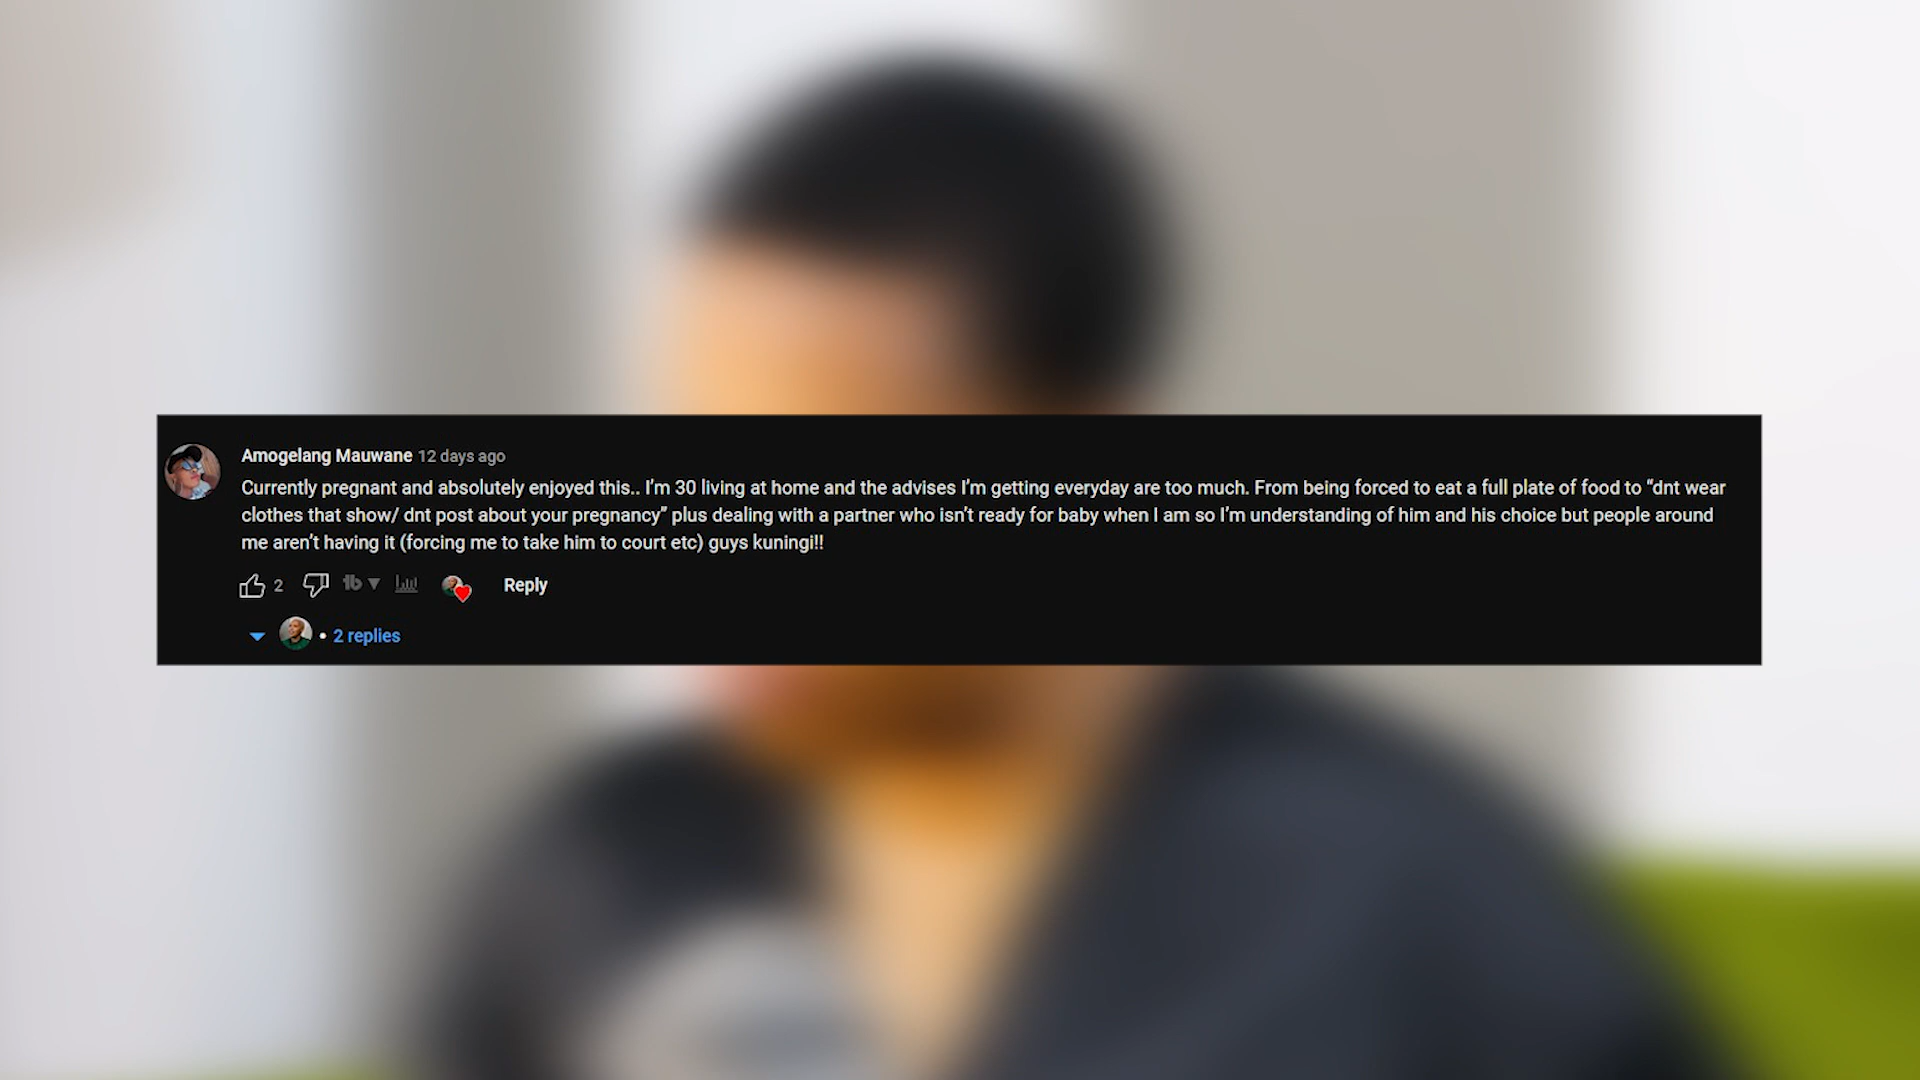 Amogelang Mauwane 12 days ago
Currently pregnant and absolutely enjoyed this.. I’m 30 living at home and the advises I’m getting everyday are too much. From being forced to eat a full plate of food to “dnt wear
clothes that show/ dnt post about your pregnancy” plus dealing with a partner who isn’t ready for baby when I am so I’m understanding of him and his choice but people around
me aren’t having it (forcing me to take him to court etc) guys kuningi!!
2 tb Reply
• 2 replies